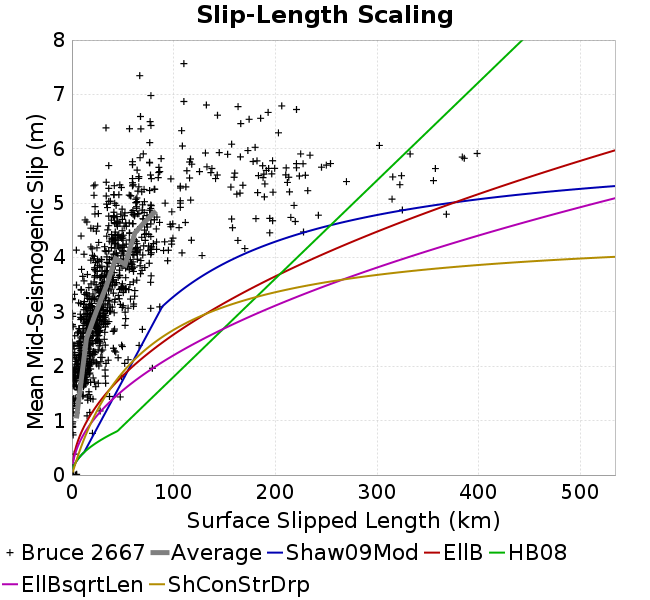 Slip-Length Scaling
Mean Mid-Seismogenic Slip (m)
8
7
6
5
4
3
2
1
0
0 100 200 300 400 500
Surface Slipped Length (km)
Bruce 2667 Average Shaw09Mod EllB HB08
EllBsqrtLen ShConStrDrp